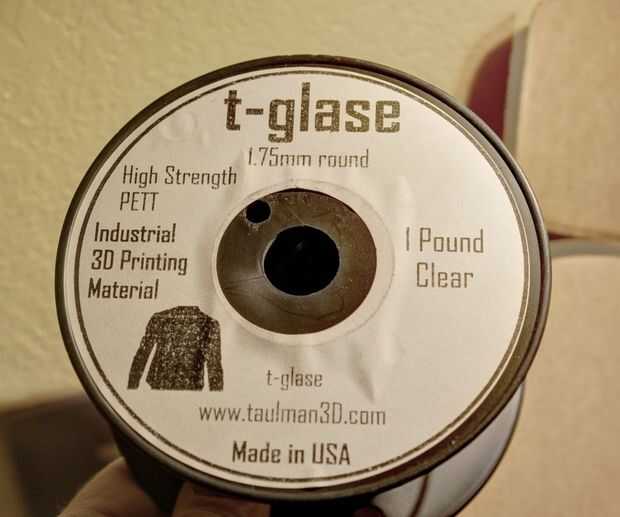 t-glase
1.75mm round
High Strength
PETT
Industrial
3D Printing
Material
1 Pound
Clear
t-glase
www.taulman3D.com
Made in USA